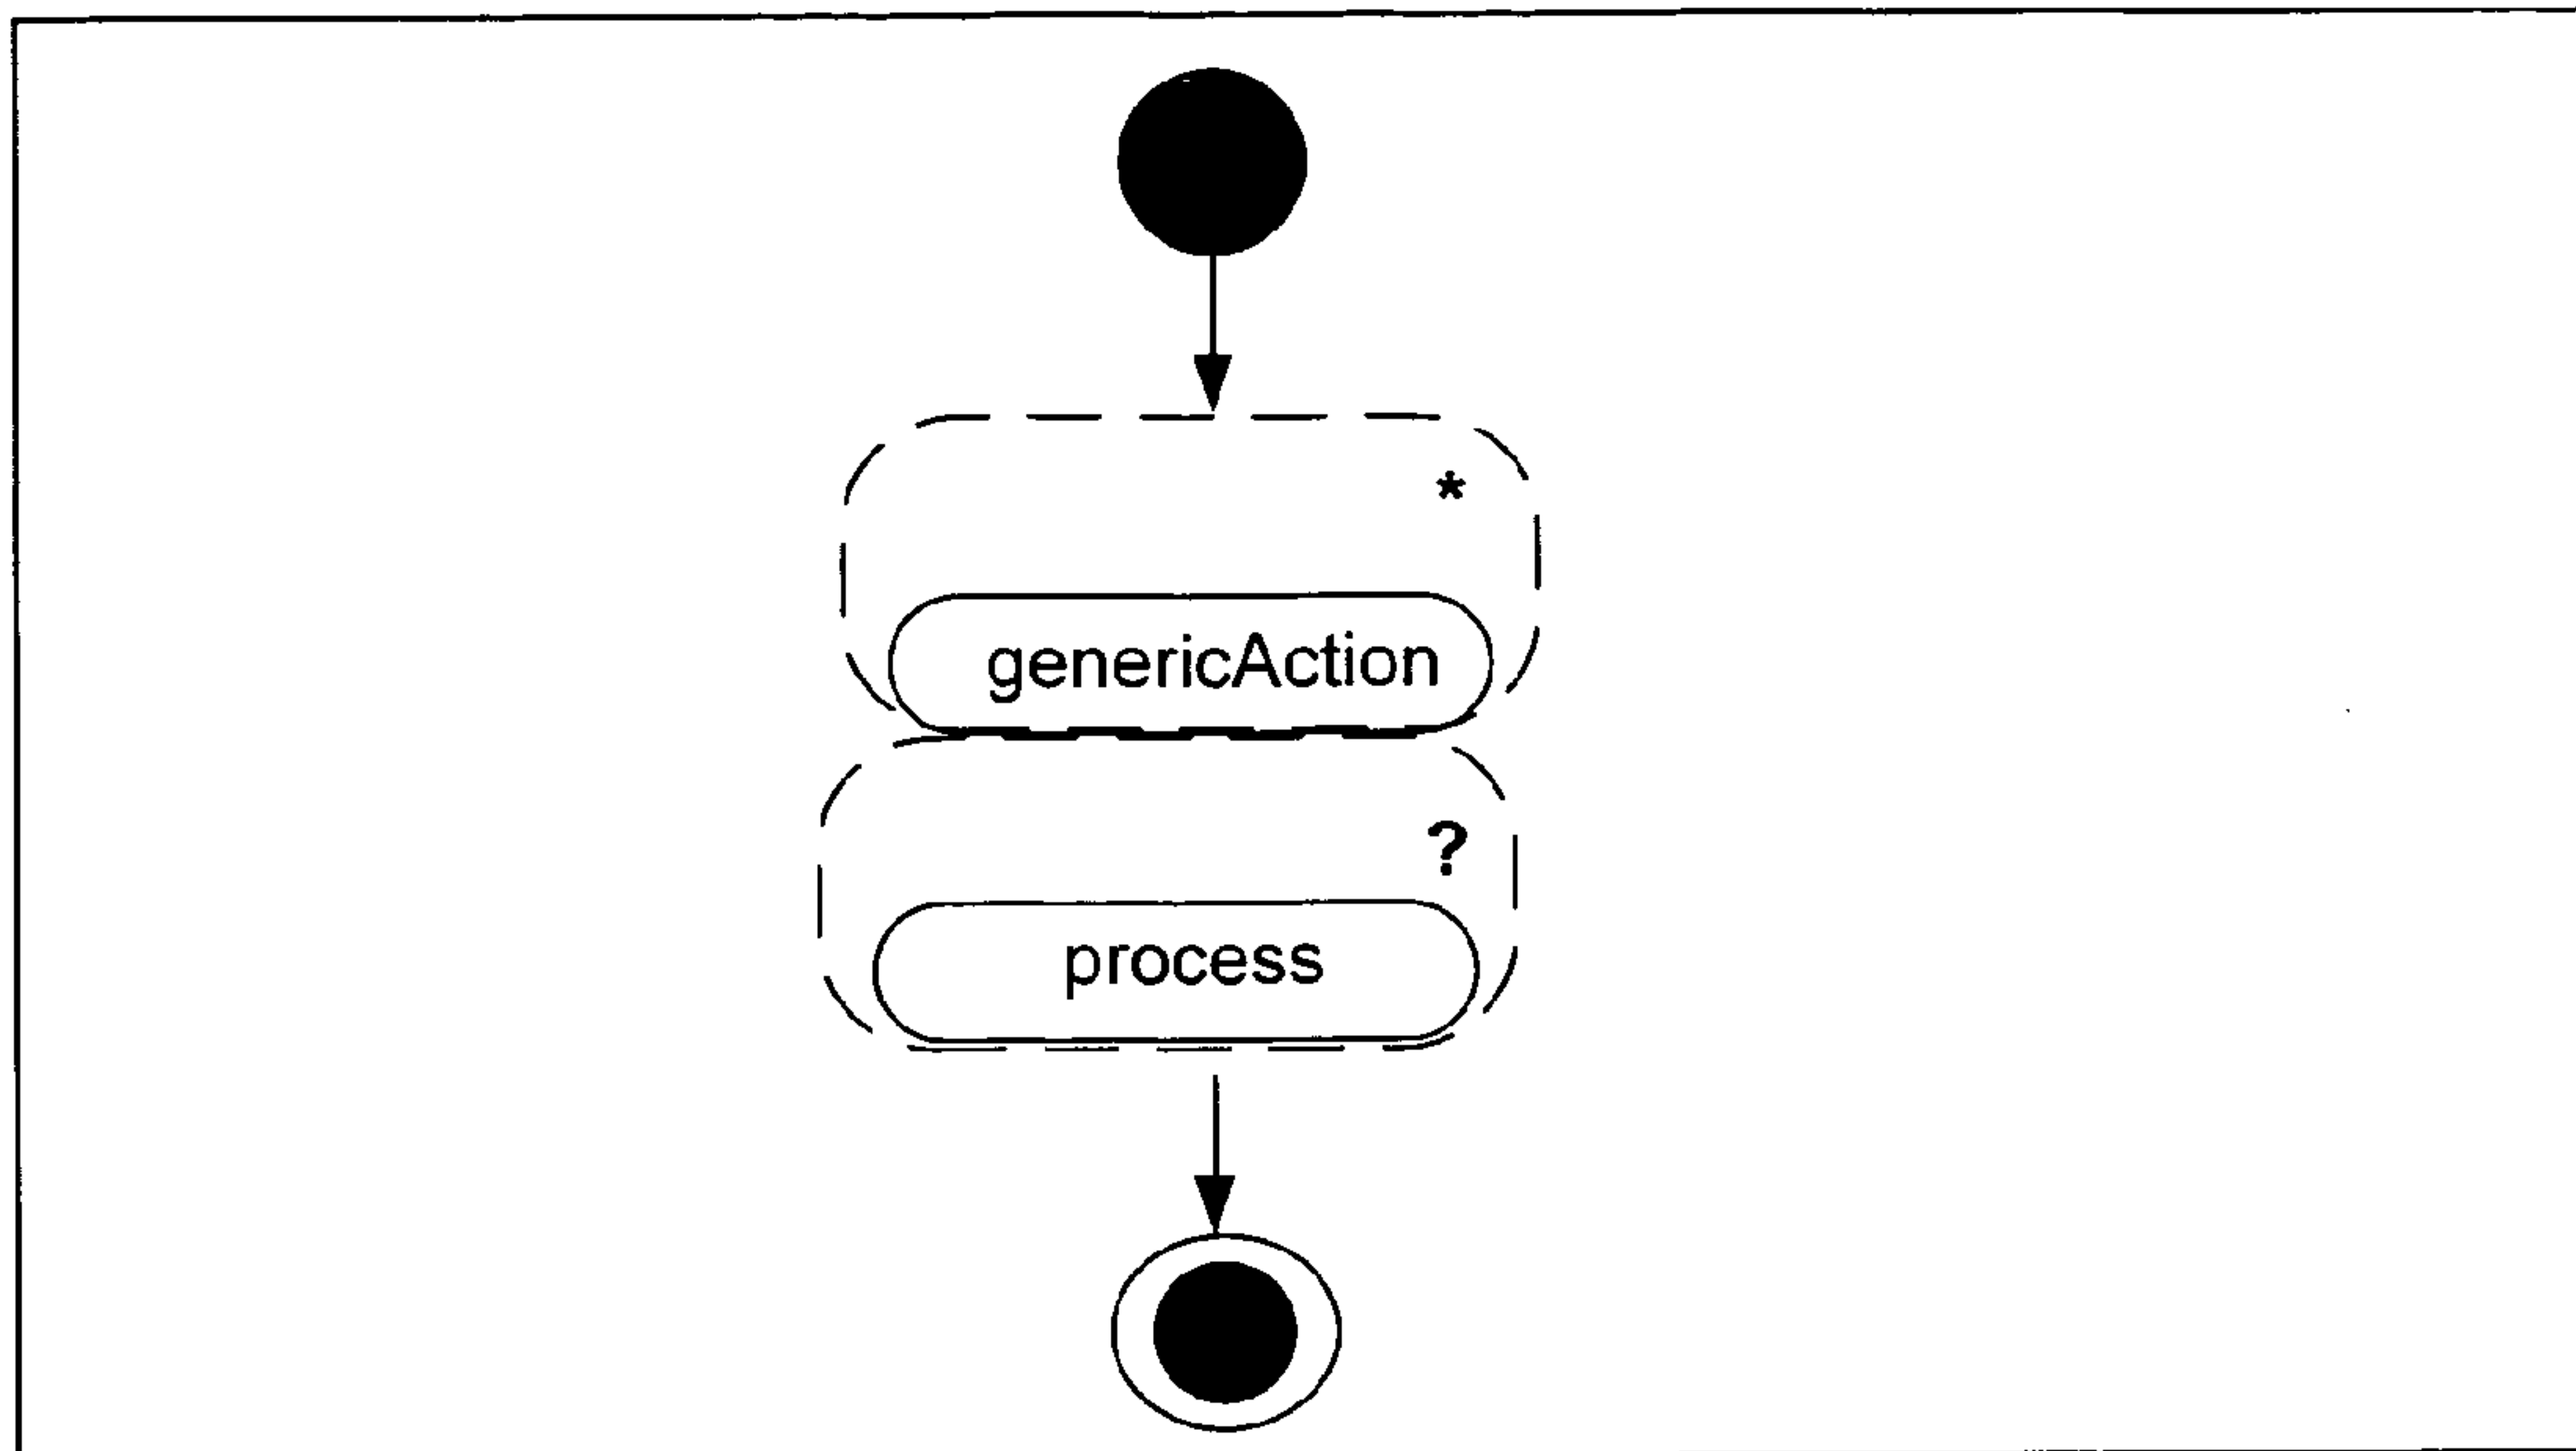 *
genericAction
?
process